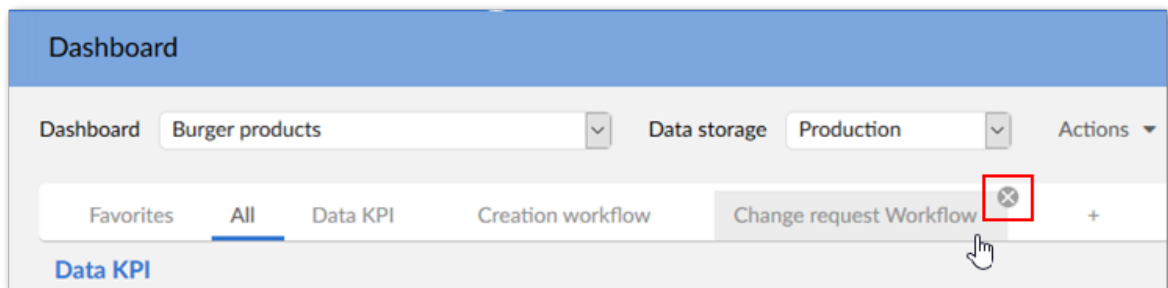 Dashboard
Dashboard Burger products Data storage Production Actions
Favorites All Data KPI Creation workflow Change request Workflow +
Data KPI